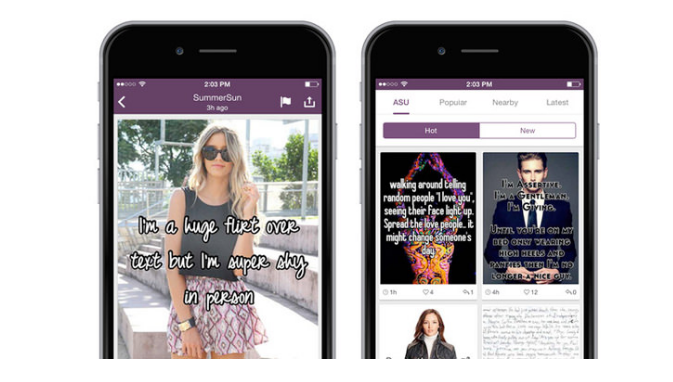 2:03 PM
SummerSun
3h ago
I'm a huge flirt over
text but I'm super shy
in person
2:03 PM
ASU Popular Nearby Latest
Hot New
walking around telling
random people "I love you",
seeing their face light up.
Spread the love people.. it
might change someone's
day
1h 4 1
I'm Assertive.
I'm a Gentleman.
I'm Giving.
Until you're on my
bed only wearing
high heels and
panties then I'm no
longer a nice guy.
4h 12 0